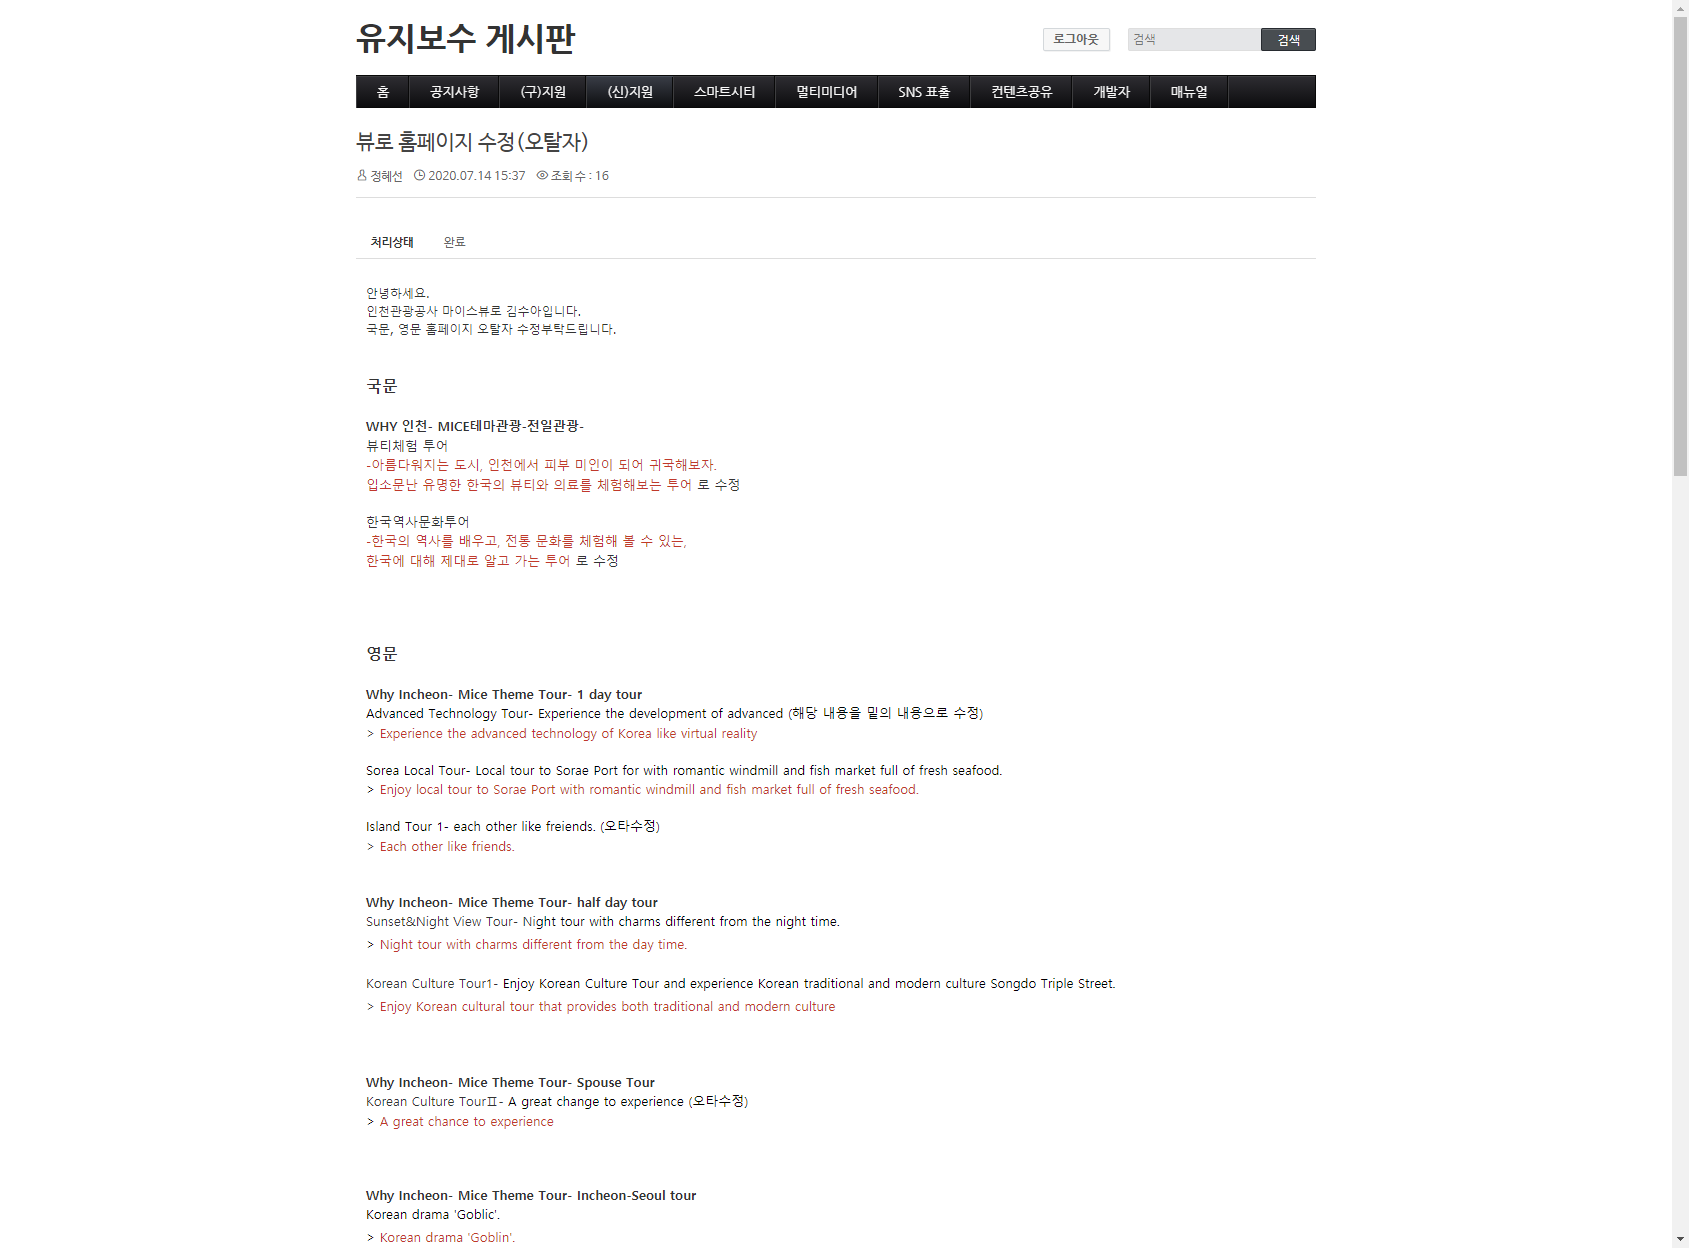 유지보수 게시판
로그아웃 검색 검색
홈 공지사항 (구)지원 (신)지원 스마트시티 멀티미디어 SNS 표출 컨텐츠공유 개발자 매뉴얼
뷰로 홈페이지 수정(오탈자)
정혜선 2020.07.14 15:37 조회 수 : 16
처리상태 완료
안녕하세요.
인천관광공사 마이스뷰로 김수아입니다.
국문, 영문 홈페이지 오탈자 수정부탁드립니다.
국문
WHY 인천- MICE테마관광-전일관광-
뷰티체험 투어
-아름다워지는 도시, 인천에서 피부 미인이 되어 귀국해보자.
입소문난 유명한 한국의 뷰티와 의료를 체험해보는 투어 로 수정
한국역사문화투어
-한국의 역사를 배우고, 전통 문화를 체험해 볼 수 있는,
한국에 대해 제대로 알고 가는 투어 로 수정
영문
Why Incheon- Mice Theme Tour- 1 day tour
Advanced Technology Tour- Experience the development of advanced (해당 내용을 밑의 내용으로 수정)
> Experience the advanced technology of Korea like virtual reality
Sorea Local Tour- Local tour to Sorae Port for with romantic windmill and fish market full of fresh seafood.
> Enjoy local tour to Sorae Port with romantic windmill and fish market full of fresh seafood.
Island Tour 1- each other like freiends. (오타수정)
> Each other like friends.
Why Incheon- Mice Theme Tour- half day tour
Sunset&Night View Tour- Night tour with charms different from the night time.
> Night tour with charms different from the day time.
Korean Culture Tour1- Enjoy Korean Culture Tour and experience Korean traditional and modern culture Songdo Triple Street.
> Enjoy Korean cultural tour that provides both traditional and modern culture
Why Incheon- Mice Theme Tour- Spouse Tour
Korean Culture TourⅡ- A great change to experience (오타수정)
> A great chance to experience
Why Incheon- Mice Theme Tour- Incheon-Seoul tour
Korean drama 'Goblic'.
> Korean drama 'Goblin'.